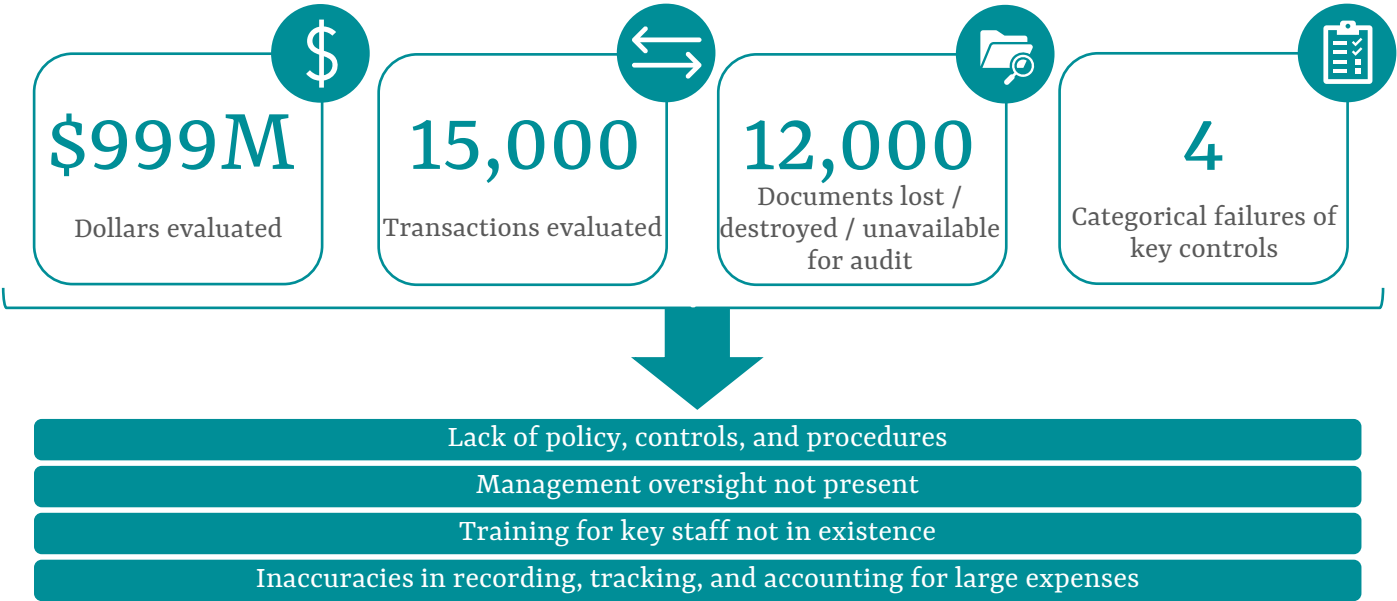 $999M
Dollars evaluated
15,000
Transactions evaluated
12,000
Documents lost /
destroyed / unavailable
for audit
4
Categorical failures of
key controls
Lack of policy, controls, and procedures
Management oversight not present
Training for key staff not in existence
Inaccuracies in recording, tracking, and accounting for large expenses